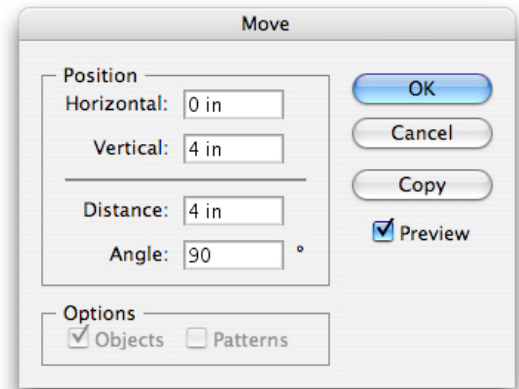 Move
Position
Horizontal: 0 in
Vertical: 4 in
Distance: 4 in
Angle: 90 °
OK
Cancel
Copy
Preview
Options
Objects Patterns